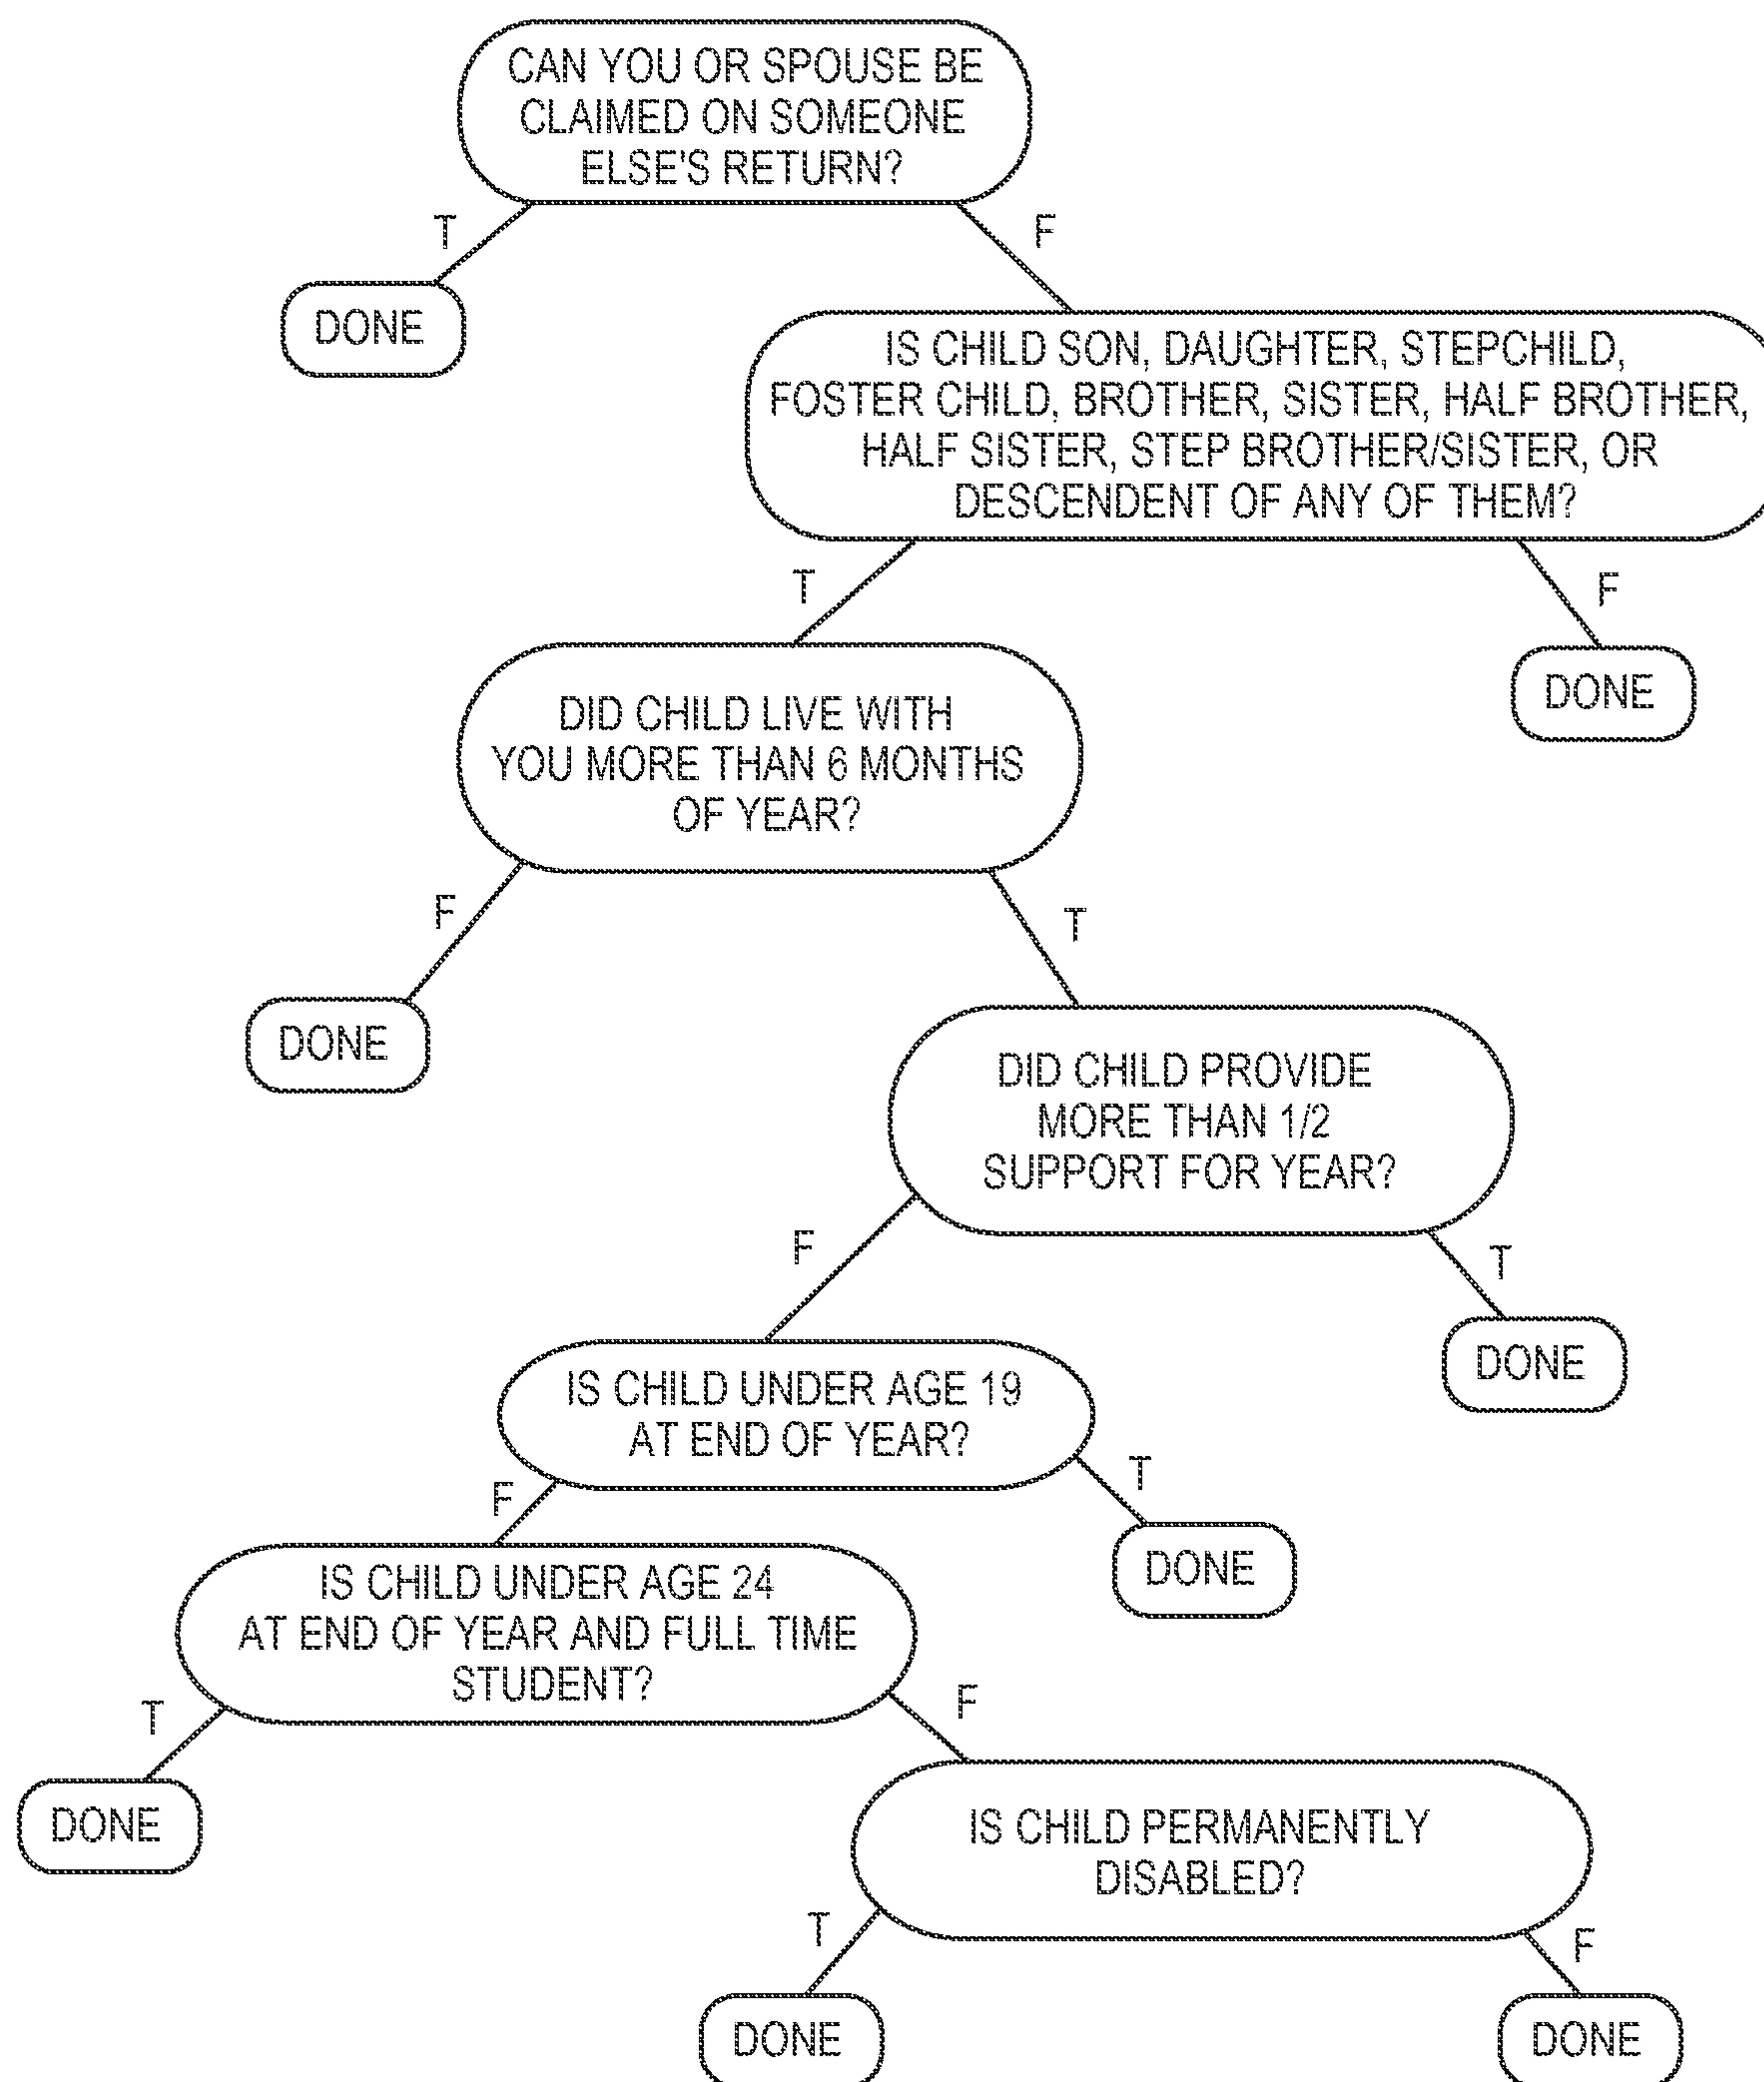 CAN YOU OR SPOUSE BE
CLAIMED ON SOMEONE
ELSE'S RETURN?
T
F
DONE
IS CHILD SON, DAUGHTER, STEPCHILD,
FOSTER CHILD, BROTHER, SISTER, HALF BROTHER,
HALF SISTER, STEP BROTHER/SISTER, OR
DESCENDENT OF ANY OF THEM?
T
F
DID CHILD LIVE WITH
YOU MORE THAN 6 MONTHS
OF YEAR?
DONE
F
T
DONE
DID CHILD PROVIDE
MORE THAN 1/2
SUPPORT FOR YEAR?
F
T
DONE
IS CHILD UNDER AGE 19
AT END OF YEAR?
F
T
DONE
IS CHILD UNDER AGE 24
AT END OF YEAR AND FULL TIME
STUDENT?
T
F
DONE
IS CHILD PERMANENTLY
DISABLED?
T
F
DONE
DONE